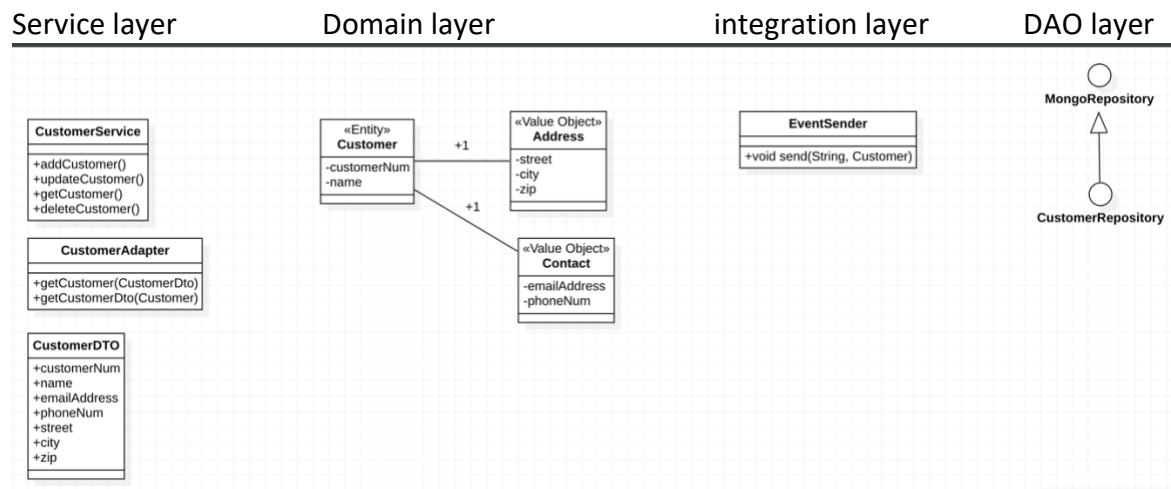 Service layer
Domain layer
integration layer
DAO layer
CustomerService
+addCustomer()
+updateCustomer()
+getCustomer()
+deleteCustomer()
CustomerAdapter
+getCustomer(CustomerDto)
+getCustomerDto(Customer)
CustomerDTO
+customerNum
+name
+emailAddress
+phoneNum
+street
+city
+zip
«Entity»
Customer
-customerNum
-name
+1
+1
«Value Object»
Address
-street
-city
-zip
«Value Object»
Contact
-emailAddress
-phoneNum
EventSender
+void send(String, Customer)
MongoRepository
CustomerRepository